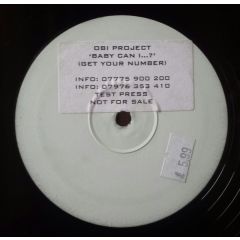 OBI PROJECT
'BABY CAN I...?'
(GET YOUR NUMBER)
INFO: 07775 900 200
INFO: 07976 353 410
TEST PRESS
NOT FOR SALE
£ 5.99